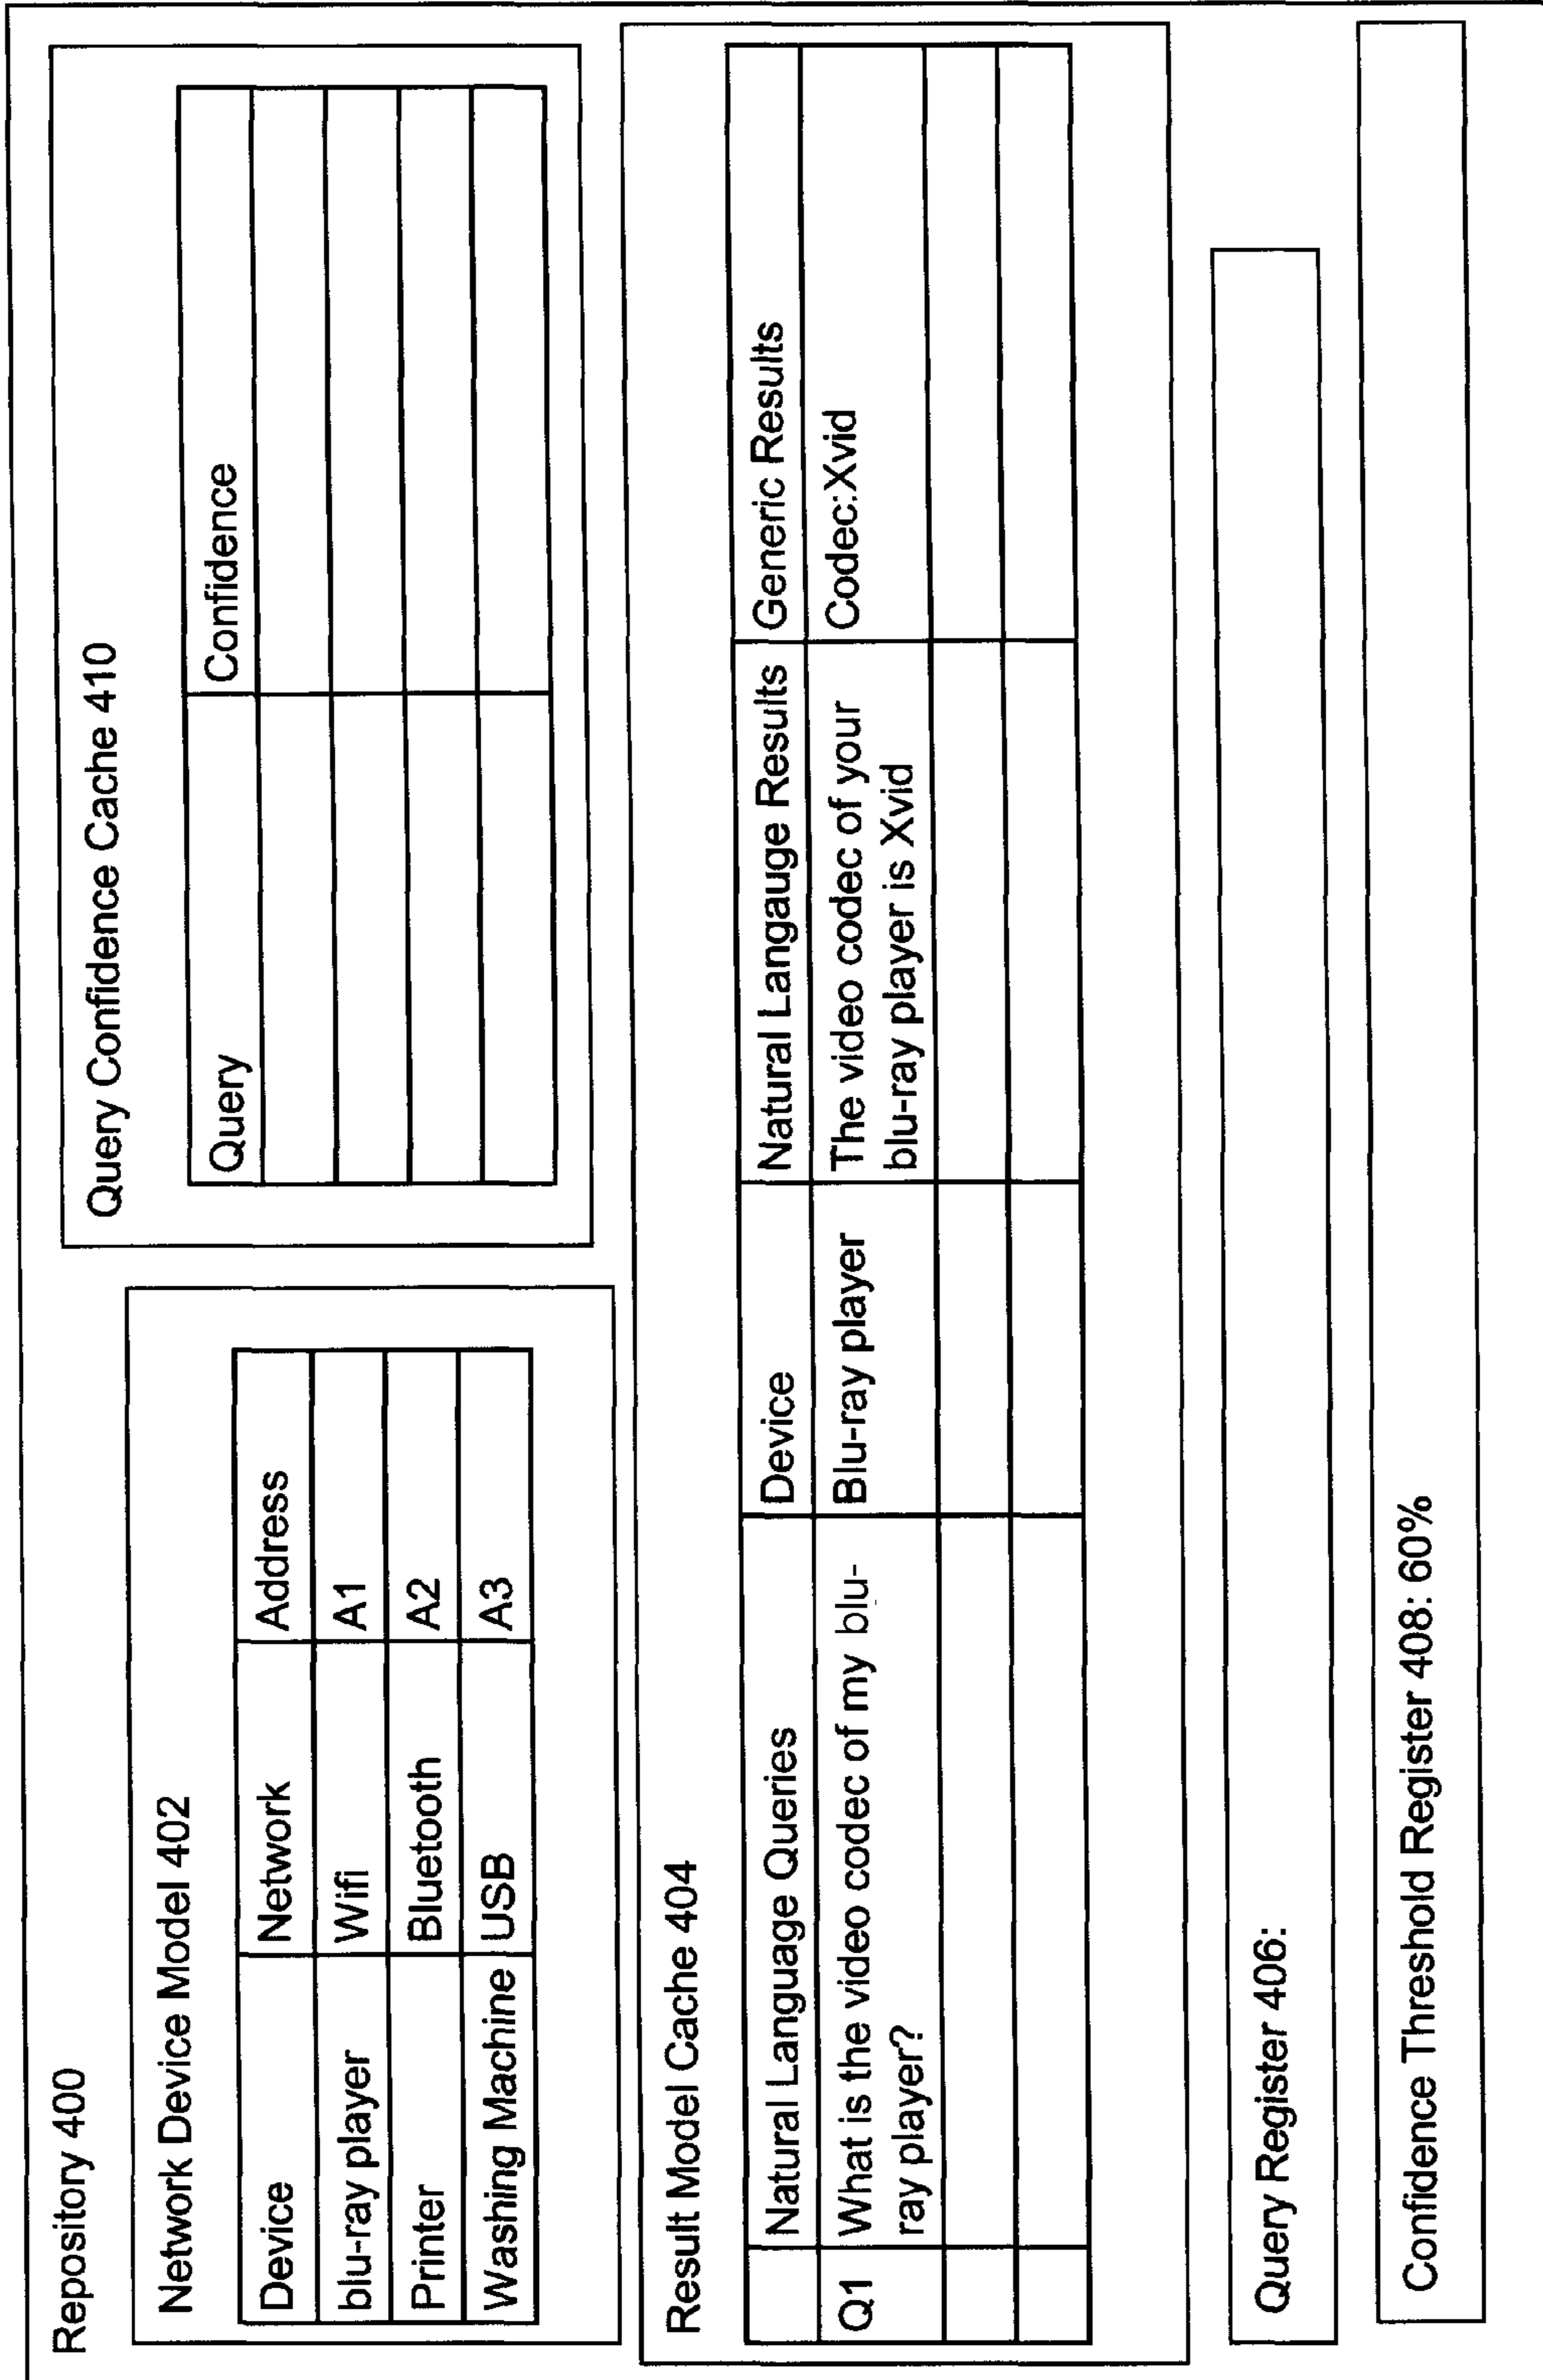 Repository 400
Network Device Model 402
Device Network Address
blu-ray player Wifi A1
Printer Bluetooth A2
Washing Machine USB A3
Query Confidence Cache 410
Query Confidence
Result Model Cache 404
Natural Language Queries Device Natural Langauge Results Generic Results
Q1 What is the video codec of my blu- Blu-ray player The video codec of your Codec:Xvid
ray player? blu-ray player is Xvid
Query Register 406:
Confidence Threshold Register 408: 60%